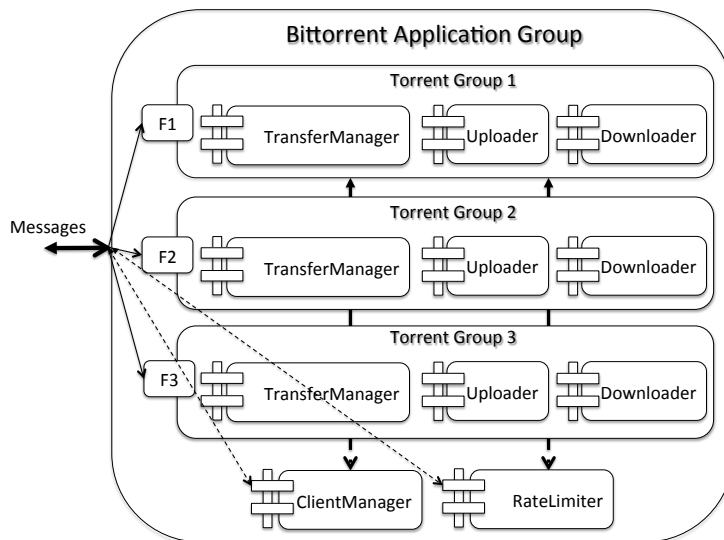 Bittorrent Application Group
Torrent Group 1
F1
TransferManager
Uploader
Downloader
Messages
Torrent Group 2
F2
TransferManager
Uploader
Downloader
Torrent Group 3
F3
TransferManager
Uploader
Downloader
ClientManager
RateLimiter